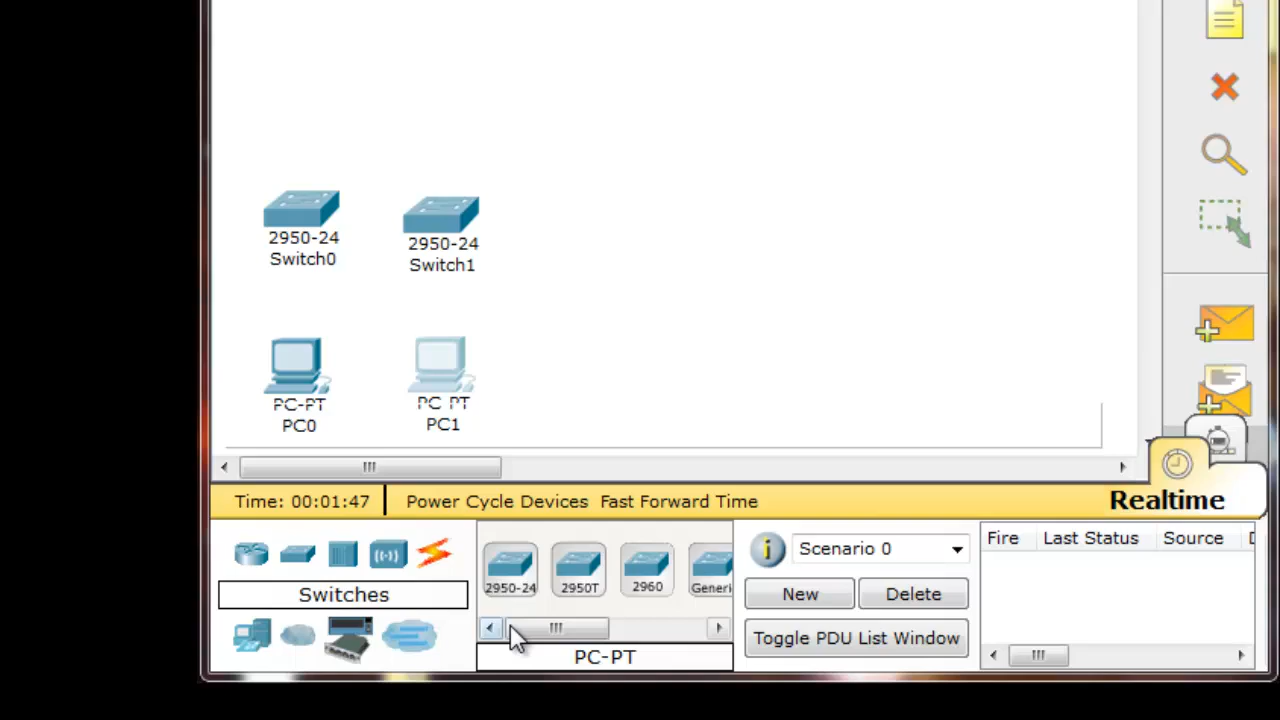 2950-24
Switch0
2950-24
Switch1
PC-PT
PC0
PC-PT
PC1
Time: 00:01:47
Power Cycle Devices Fast Forward Time
Realtime
Switches
2950-24
2950T
2960
Generi
PC-PT
Scenario 0
New
Delete
Toggle PDU List Window
Fire
Last Status
Source